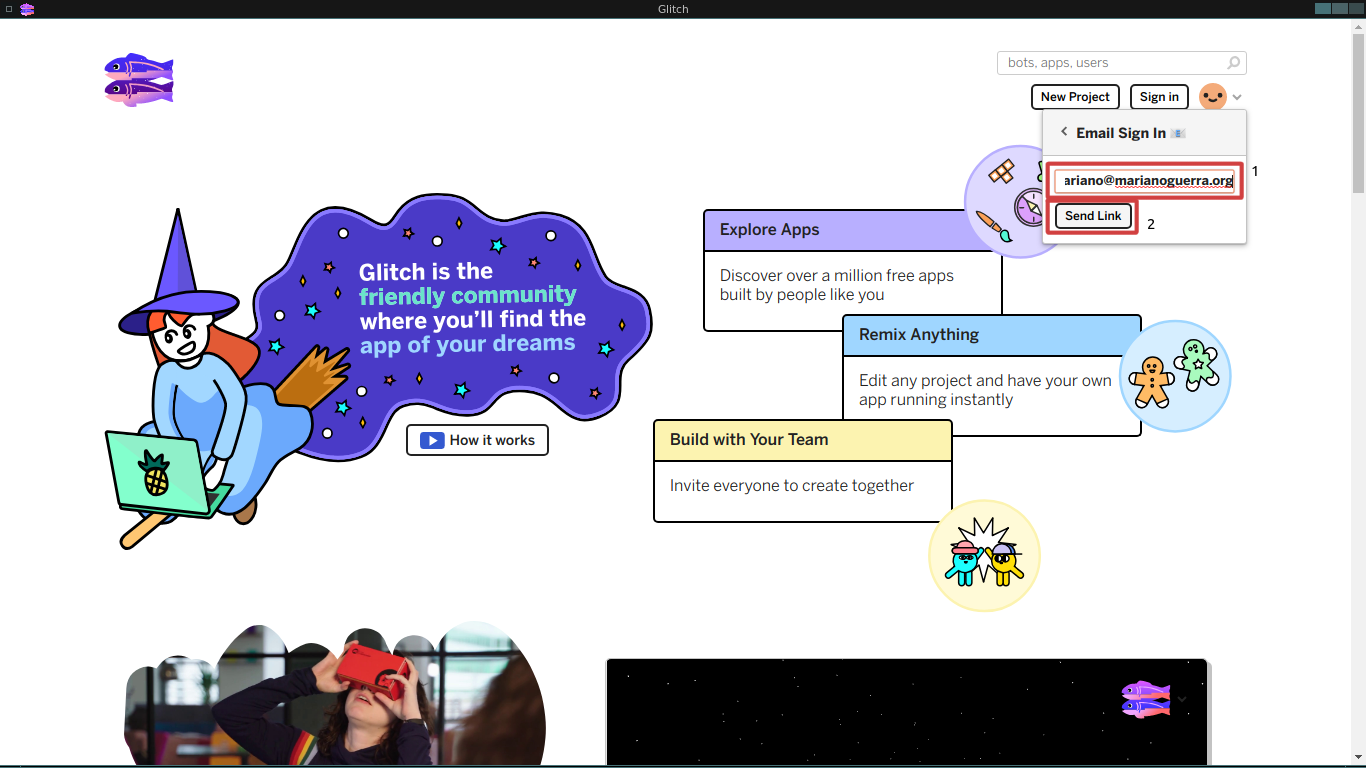 Glitch
bots, apps, users
New Project
Sign in
Email Sign In
ariano@marianoguerra.org
1
Send Link
2
Glitch is the
friendly community
where you’ll find the
app of your dreams
How it works
Explore Apps
Discover over a million free apps
built by people like you
Remix Anything
Edit any project and have your own
app running instantly
Build with Your Team
Invite everyone to create together